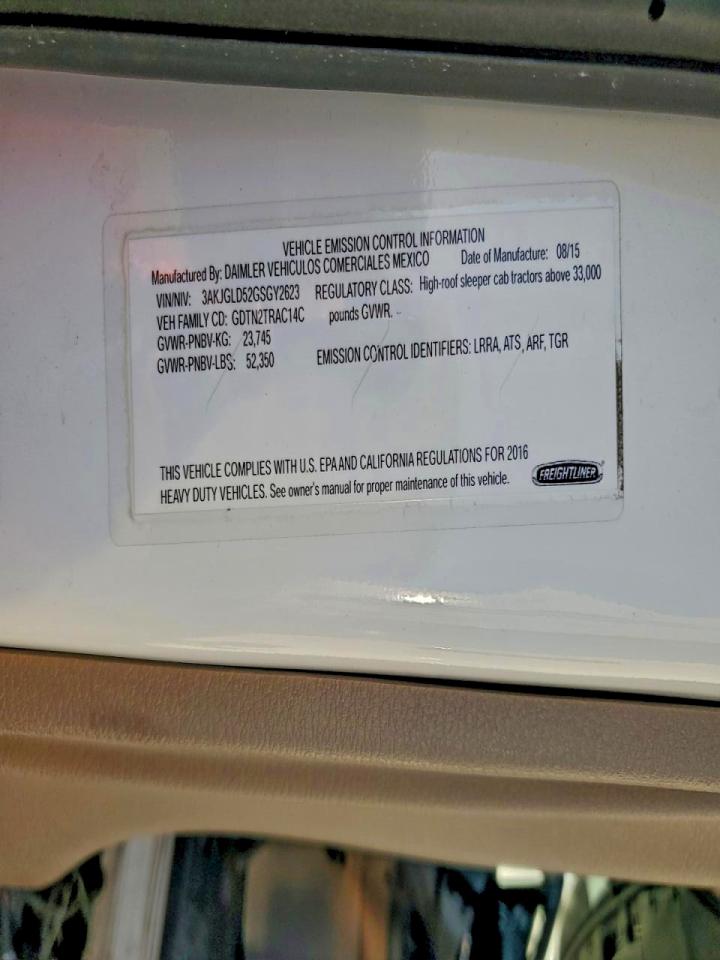 VEHICLE EMISSION CONTROL INFORMATION
Manufactured By: DAIMLER VEHICULOS COMERCIALES MEXICO Date of Manufacture: 08/15
VIN/NIV: 3AKJGLD52GSGY2623 REGULATORY CLASS: High-roof sleeper cab tractors above 33,000
VEH FAMILY CD: GDTN2TRAC14C pounds GVWR.
GVWR-PNBV-KG: 23,745
GVWR-PNBV-LBS: 52,350 EMISSION CONTROL IDENTIFIERS: LRRA, ATS, ARF, TGR
THIS VEHICLE COMPLIES WITH U.S. EPA AND CALIFORNIA REGULATIONS FOR 2016
HEAVY DUTY VEHICLES. See owner's manual for proper maintenance of this vehicle.
FREIGHTLINER